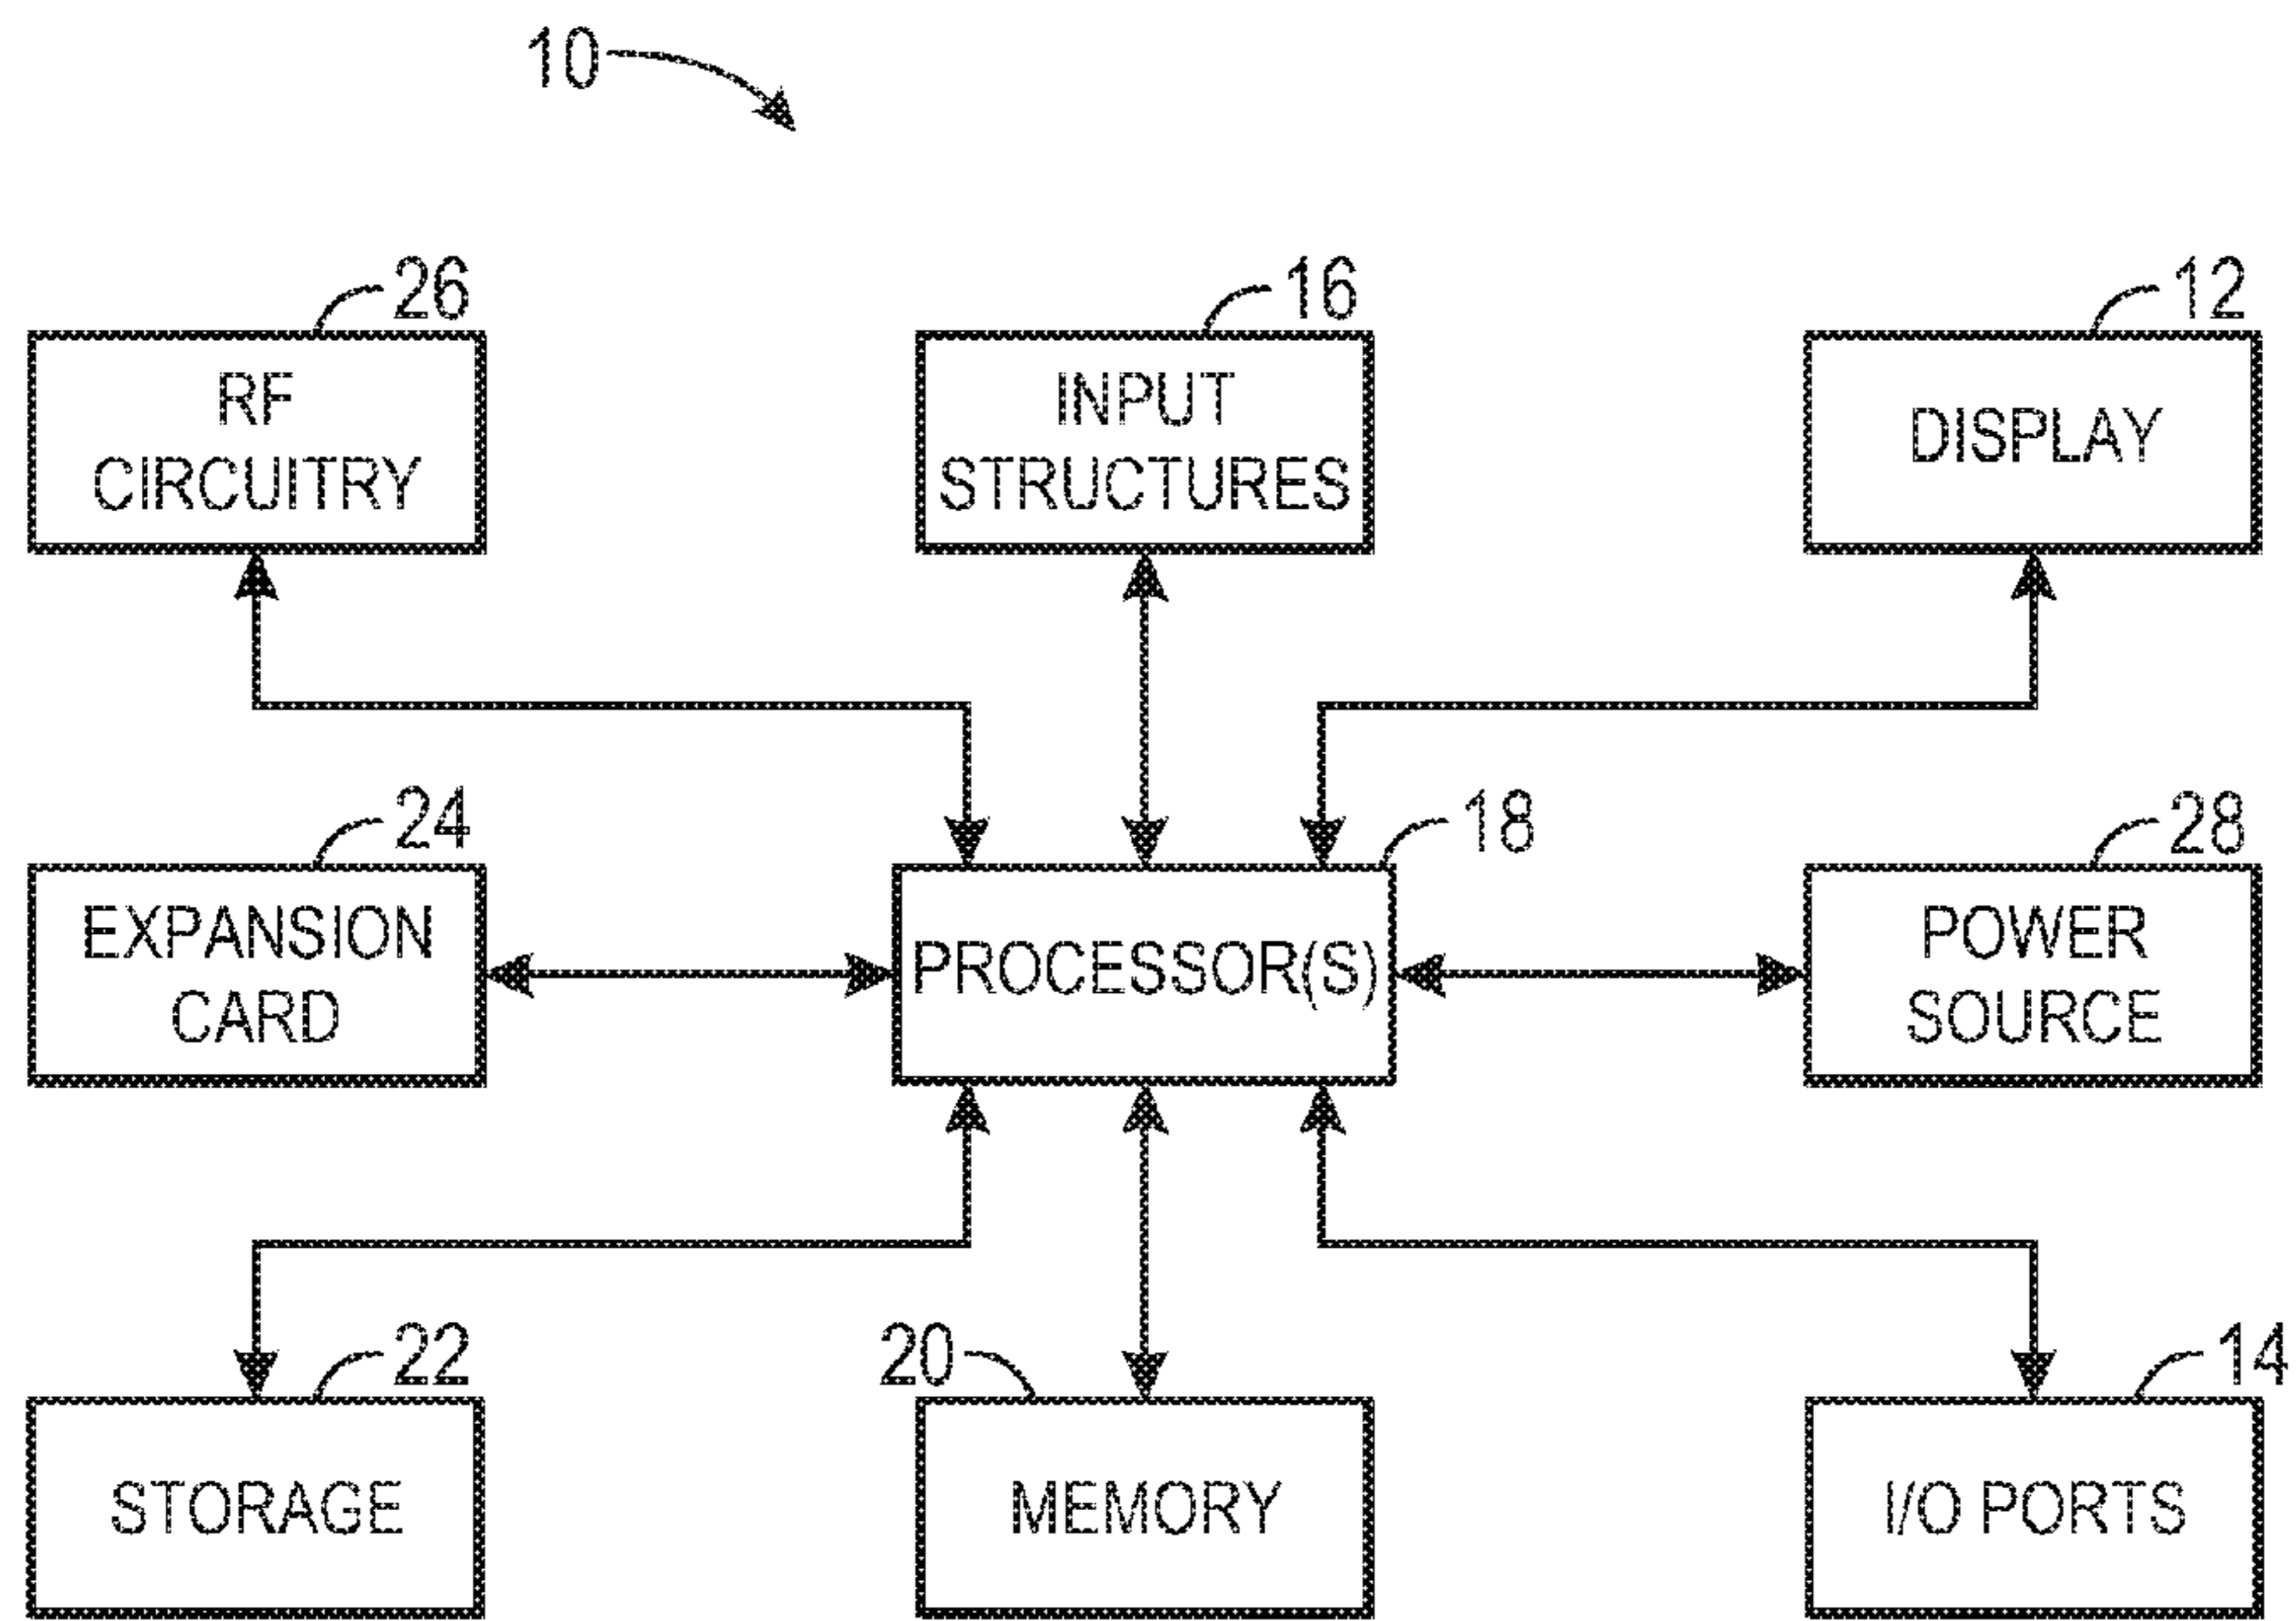 10
26
RF
CIRCUITRY
16
INPUT
STRUCTURES
12
DISPLAY
24
EXPANSION
CARD
18
PROCESSOR(S)
28
POWER
SOURCE
22
STORAGE
20
MEMORY
14
I/O PORTS